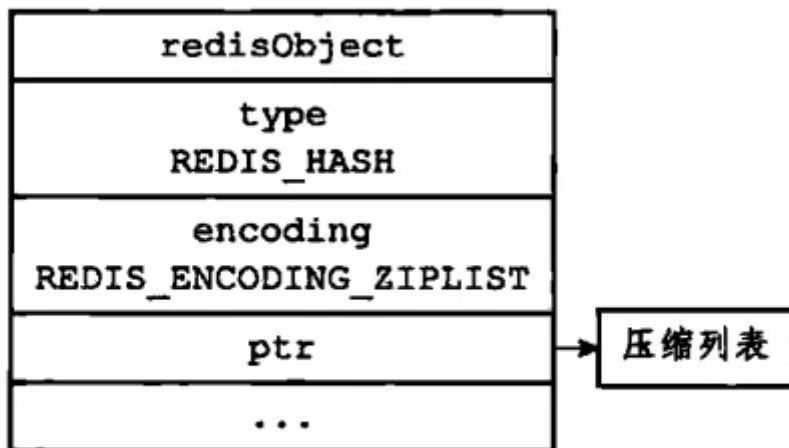 redisObject
type
REDIS_HASH
encoding
REDIS_ENCODING_ZIPLIST
ptr
压缩列表
...